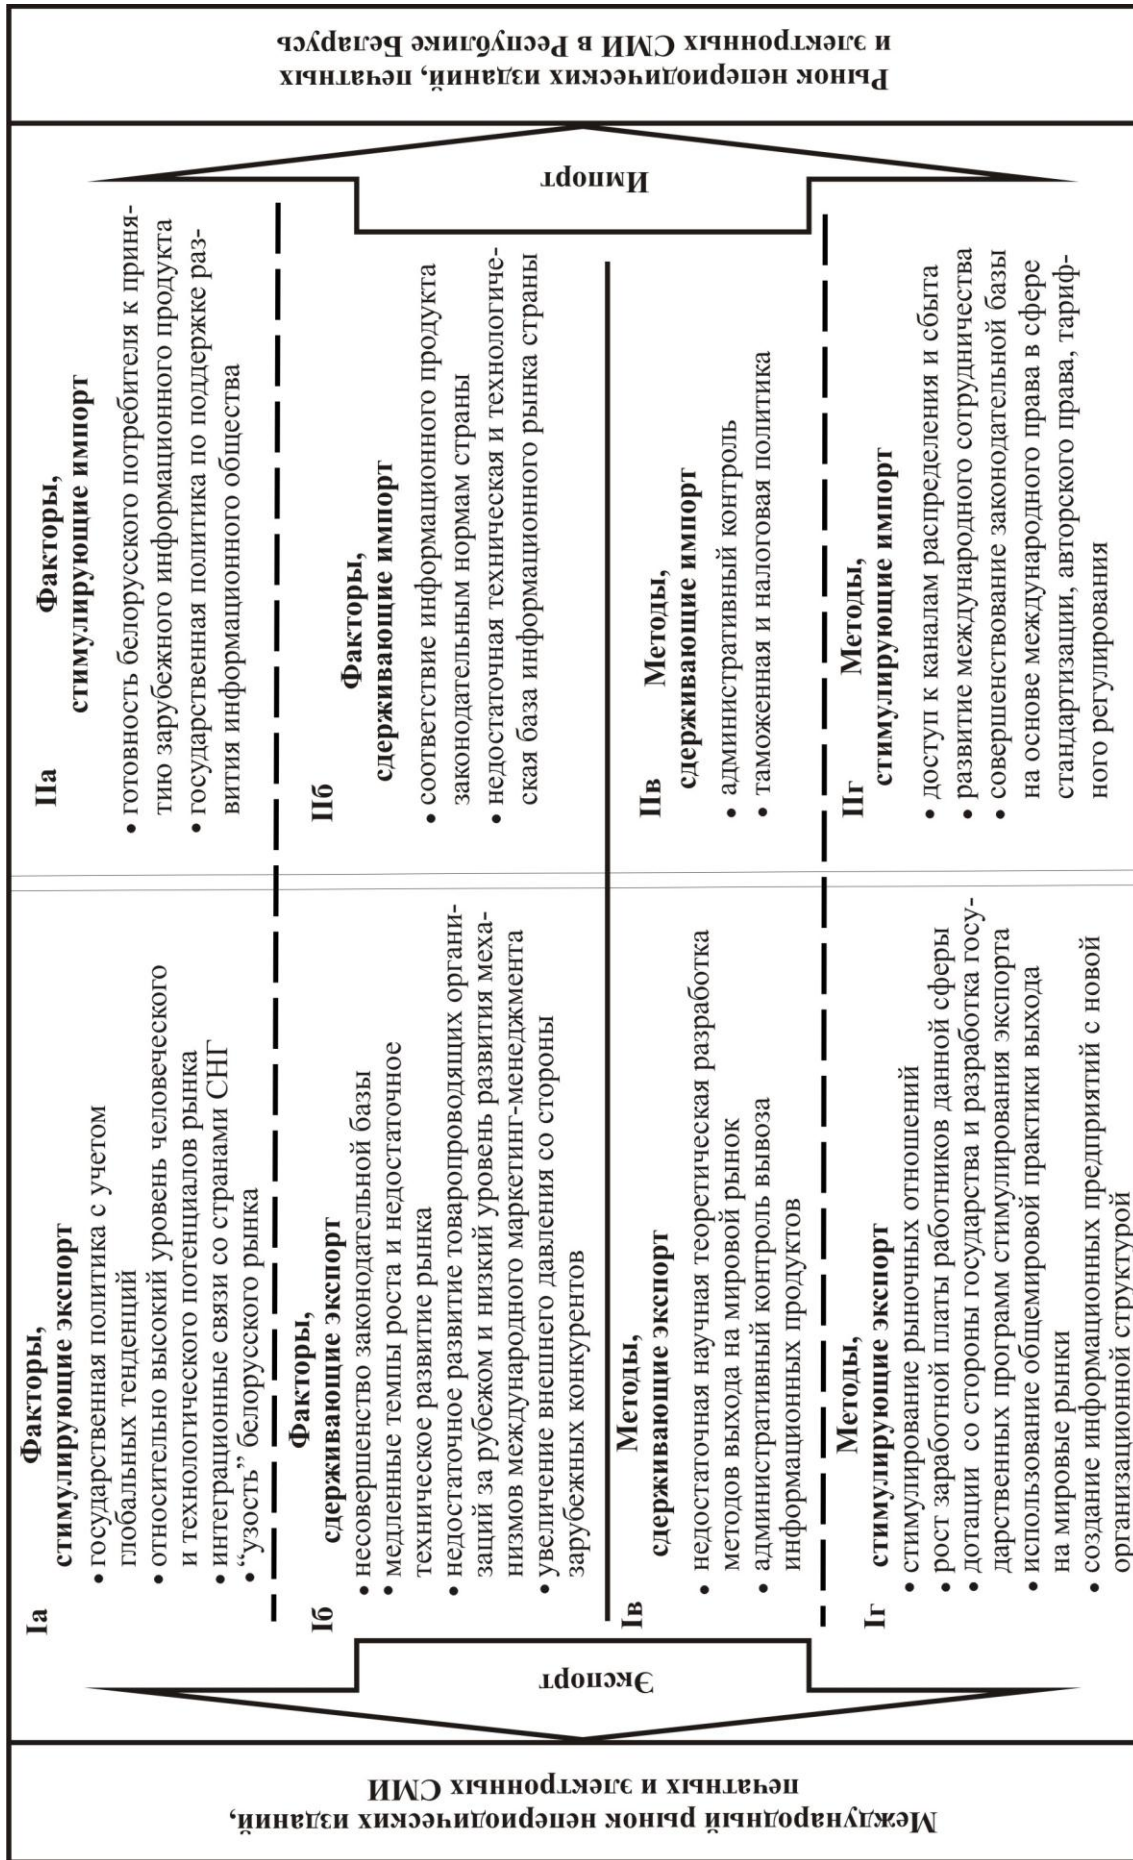 Международный рынок непериодических изданий,
печатных и электронных СМИ
Экспорт
Iа
Факторы,
стимулирующие экспорт
• государственная политика с учетом
глобальных тенденций
• относительно высокий уровень человеческого
и технологического потенциалов рынка
• интеграционные связи со странами СНГ
• “узость” белорусского рынка
Iб
Факторы,
сдерживающие экспорт
• несовершенство законодательной базы
• медленные темпы роста и недостаточное
техническое развитие рынка
• недостаточное развитие товаропроводящих органи-
заций за рубежом и низкий уровень развития меха-
низмов международного маркетинг-менеджмента
• увеличение внешнего давления со стороны
зарубежных конкурентов
Iв
Методы,
сдерживающие экспорт
• недостаточная научная теоретическая разработка
методов выхода на мировой рынок
• административный контроль вывоза
информационных продуктов
Iг
Методы,
стимулирующие экспорт
• стимулирование рыночных отношений
• рост заработной платы работников данной сферы
• дотации со стороны государства и разработка госу-
дарственных программ стимулирования экспорта
• использование общемировой практики выхода
на мировые рынки
• создание информационных предприятий с новой
организационной структурой
IIа
Факторы,
стимулирующие импорт
• готовность белорусского потребителя к приня-
тию зарубежного информационного продукта
• государственная политика по поддержке раз-
вития информационного общества
IIб
Факторы,
сдерживающие импорт
• соответствие информационного продукта
законодательным нормам страны
• недостаточная техническая и технологиче-
ская база информационного рынка страны
IIв
Методы,
сдерживающие импорт
• административный контроль
• таможенная и налоговая политика
IIг
Методы,
стимулирующие импорт
• доступ к каналам распределения и сбыта
• развитие международного сотрудничества
• совершенствование законодательной базы
на основе международного права в сфере
стандартизации, авторского права, тариф-
ного регулирования
Импорт
Рынок непериодических изданий, печатных
и электронных СМИ в Республике Беларусь